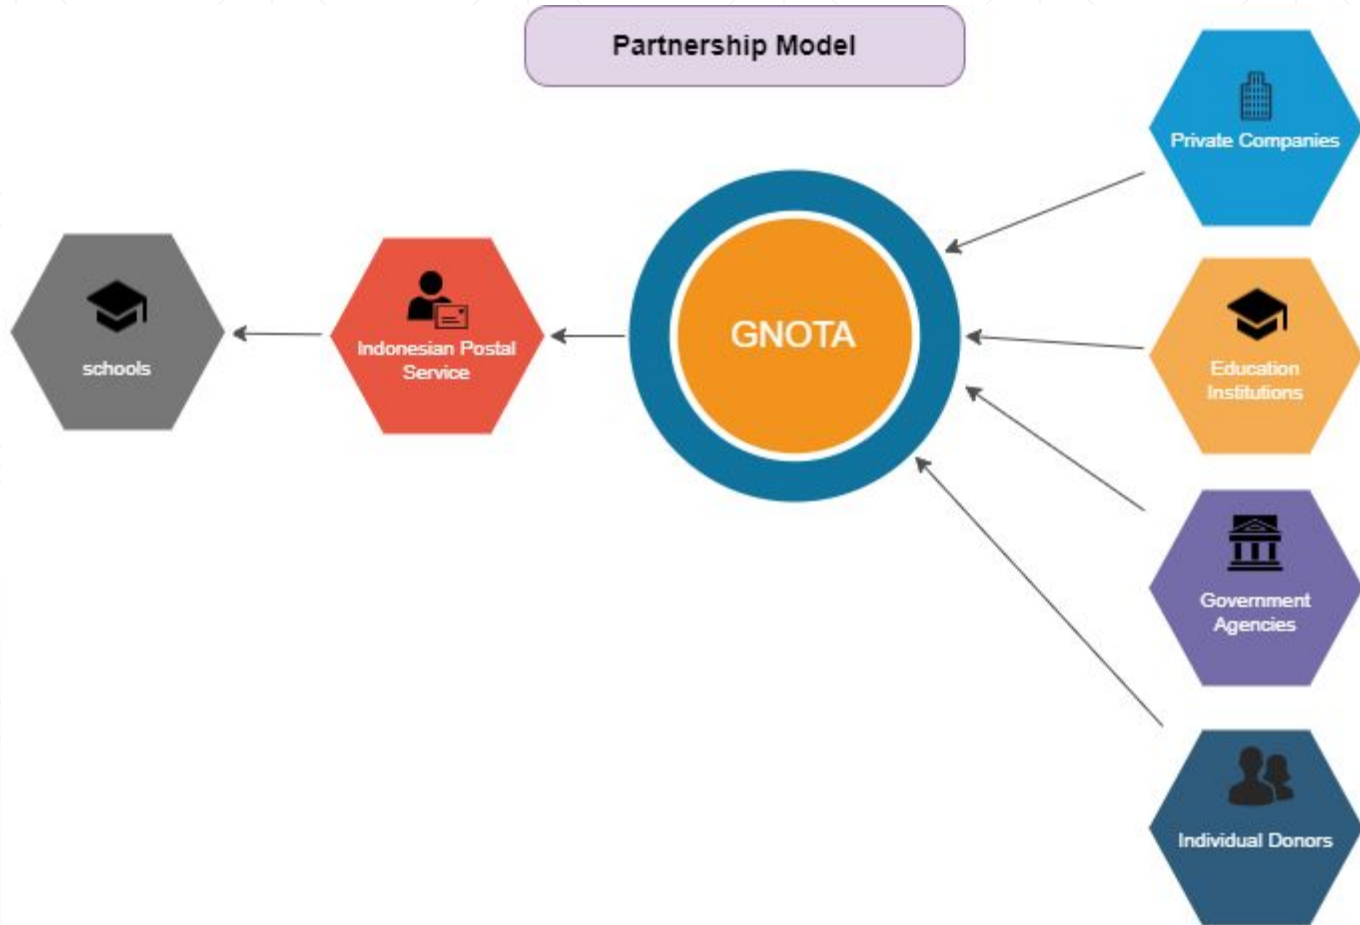 Partnership Model
Private Companies
GNOTA
schools
Indonesian Postal
Service
Education
Institutions
Government
Agencies
Individual Donors